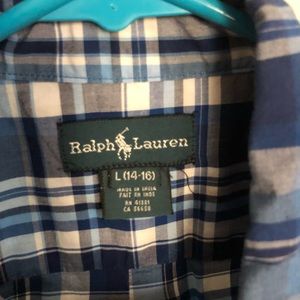 Ralph Lauren
L (14-16)
MADE IN INDIA
FAIT EN INDE
RN 41381
CA 56658